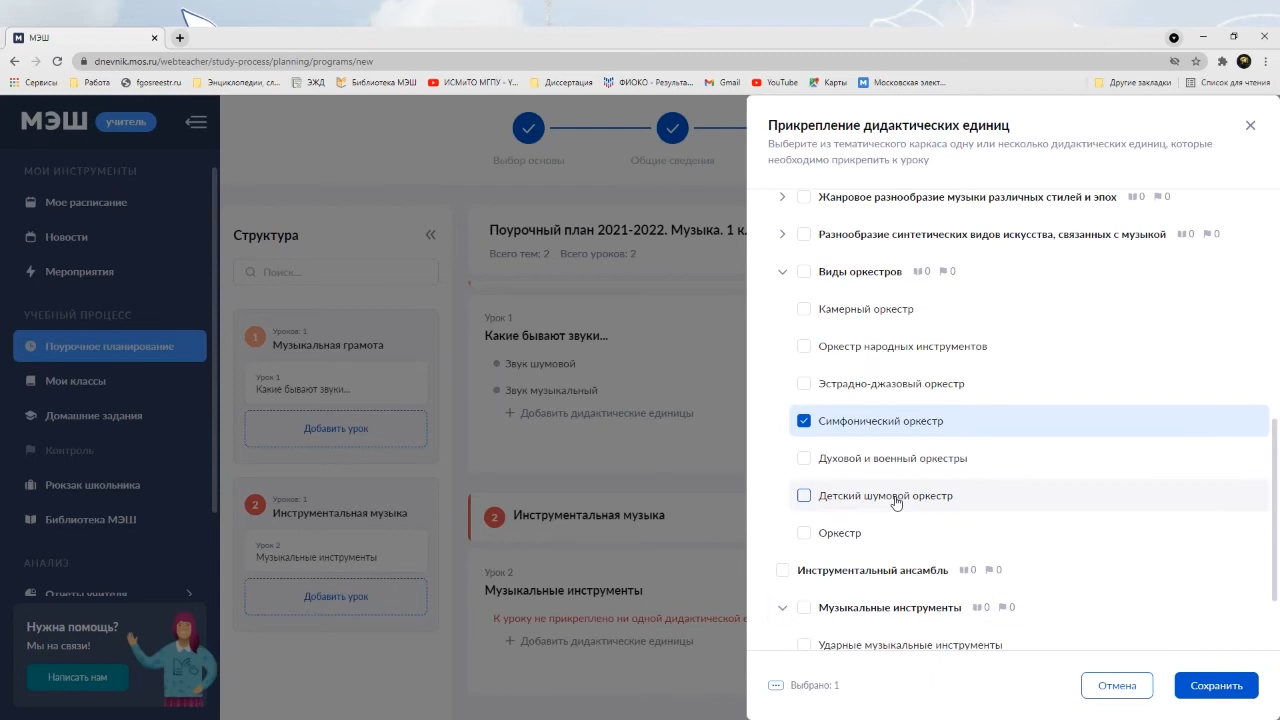 МЭШ
dnevnik.mos.ru/webteacher/study-process/planning/programs/new
Сервисы
Работа
fgosreestr.ru
Энциклопедии, сл...
ЭЖД
Библиотека МЭШ
ИСМиТО МГПУ - Y...
Диссертация
ФИОКО - Результа...
Gmail
YouTube
Карты
Московская элект...
Другие закладки
Список для чтения
МЭШ
учитель
МОИ ИНСТРУМЕНТЫ
Мое расписание
Новости
Мероприятия
УЧЕБНЫЙ ПРОЦЕСС
Поурочное планирование
Мои классы
Домашние задания
Контроль
Рюкзак школьника
Библиотека МЭШ
АНАЛИЗ
Отчеты учителя
Нужна помощь?
Мы на связи!
Написать нам
Выбор основы
Общие сведения
Структура
Поиск...
1
Уроков: 1
Музыкальная грамота
Урок 1
Какие бывают звуки...
Добавить урок
2
Уроков: 1
Инструментальная музыка
Урок 2
Музыкальные инструменты
Добавить урок
Поурочный план 2021-2022. Музыка. 1 к
Всего тем: 2 Всего уроков: 2
Урок 1
Какие бывают звуки...
Звук шумовой
Звук музыкальный
+ Добавить дидактические единицы
2 Инструментальная музыка
Урок 2
Музыкальные инструменты
К уроку не прикреплено ни одной дидактической е
+ Добавить дидактические единицы
Прикрепление дидактических единиц
Выберите из тематического каркаса одну или несколько дидактических единиц, которые
необходимо прикрепить к уроку
Жанровое разнообразие музыки различных стилей и эпох 0 0
Разнообразие синтетических видов искусства, связанных с музыкой 0 0
Виды оркестров 0 0
Камерный оркестр
Оркестр народных инструментов
Эстрадно-джазовый оркестр
Симфонический оркестр
Духовой и военный оркестры
Детский шумовой оркестр
Оркестр
Инструментальный ансамбль 0 0
Музыкальные инструменты 0 0
Ударные музыкальные инструменты
Выбрано: 1
Отмена
Сохранить